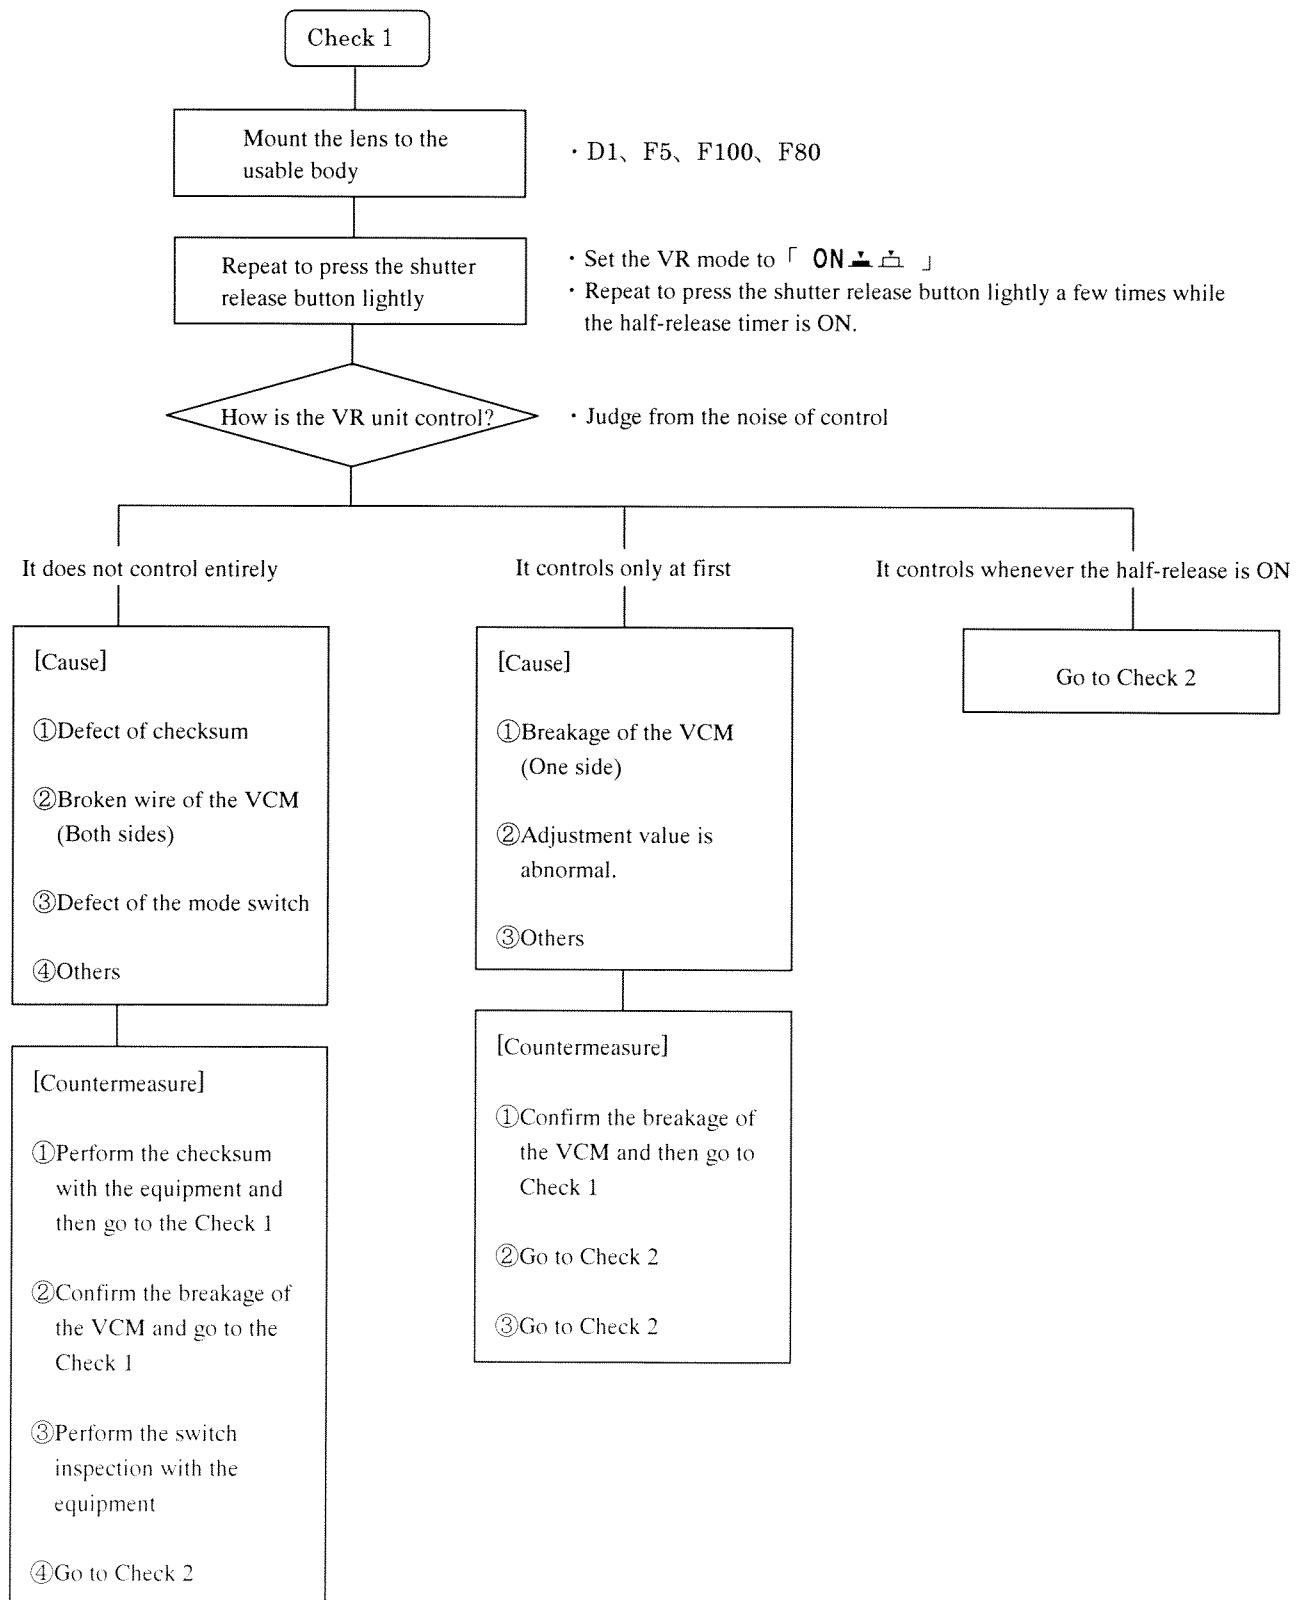 Check 1
Mount the lens to the
usable body
・D1、F5、F100、F80
Repeat to press the shutter
release button lightly
・Set the VR mode to「 ON 」
・Repeat to press the shutter release button lightly a few times while
the half-release timer is ON.
How is the VR unit control?
・Judge from the noise of control
It does not control entirely
[Cause]
①Defect of checksum
②Broken wire of the VCM
(Both sides)
③Defect of the mode switch
④Others
[Countermeasure]
①Perform the checksum
with the equipment and
then go to the Check 1
②Confirm the breakage of
the VCM and go to the
Check 1
③Perform the switch
inspection with the
equipment
④Go to Check 2
It controls only at first
[Cause]
①Breakage of the VCM
(One side)
②Adjustment value is
abnormal.
③Others
[Countermeasure]
①Confirm the breakage of
the VCM and then go to
Check 1
②Go to Check 2
③Go to Check 2
It controls whenever the half-release is ON
Go to Check 2